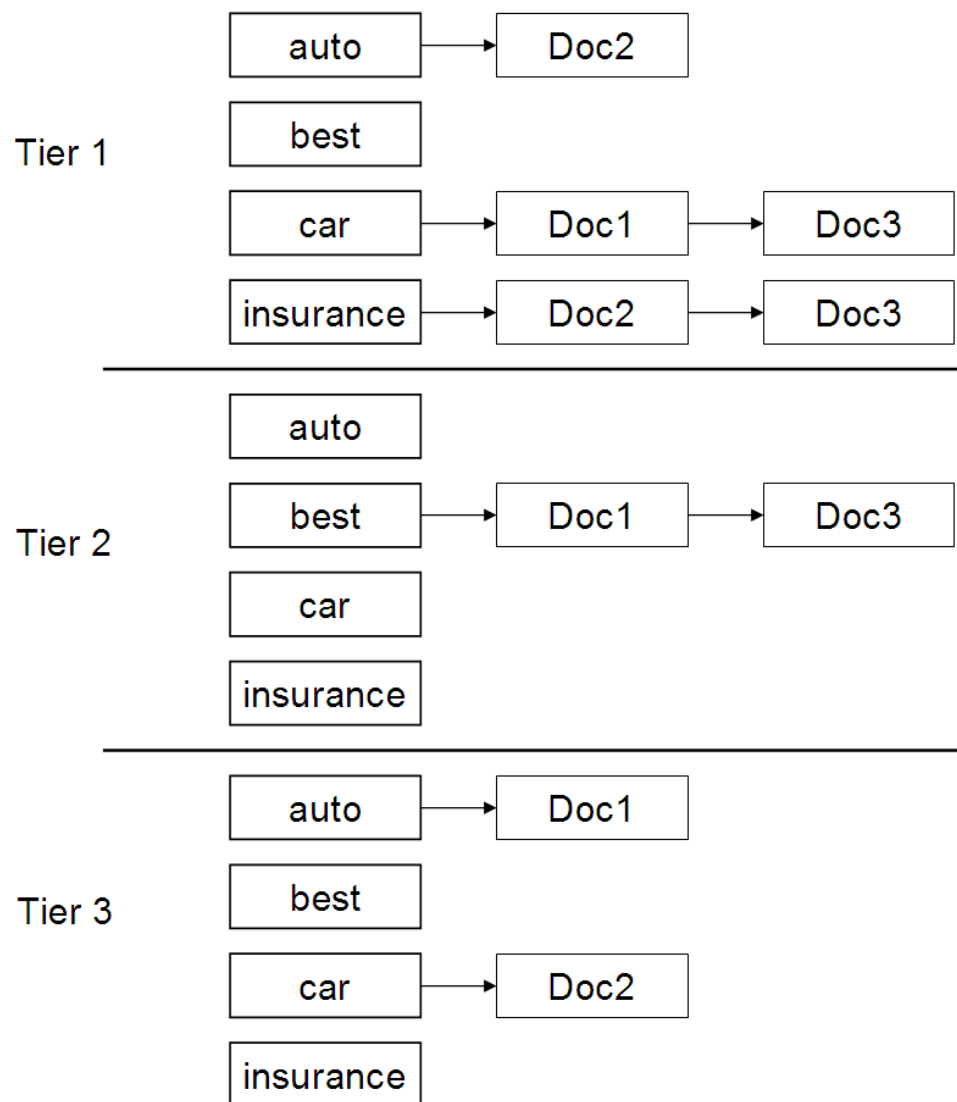 auto Doc2
best
Tier 1
car Doc1 Doc3
insurance Doc2 Doc3
auto
best Doc1 Doc3
Tier 2
car
insurance
auto Doc1
best
Tier 3
car Doc2
insurance